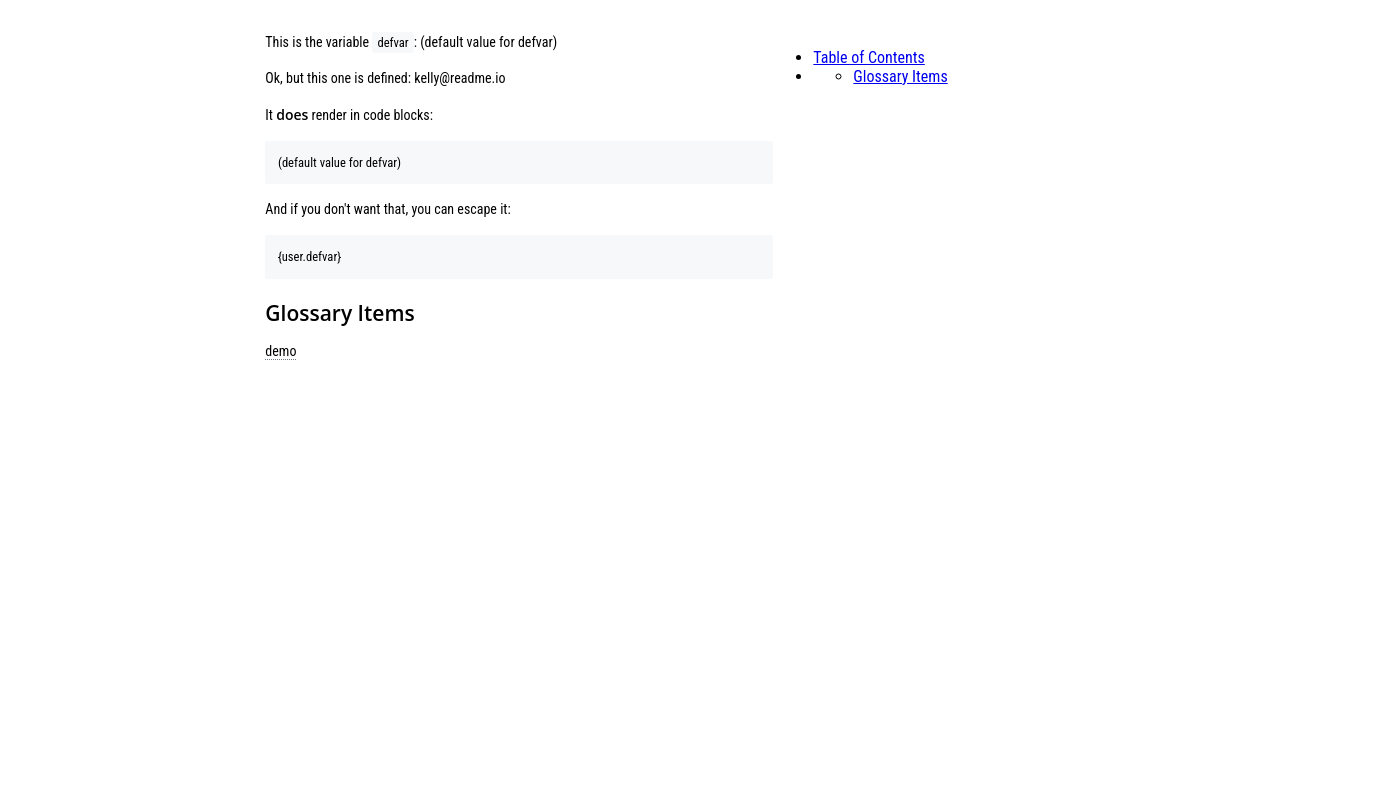 This is the variable defvar : (default value for defvar)
Ok, but this one is defined: kelly@readme.io
It does render in code blocks:
(default value for defvar)
And if you don't want that, you can escape it:
{user.defvar}
Glossary Items
demo
Table of Contents
Glossary Items